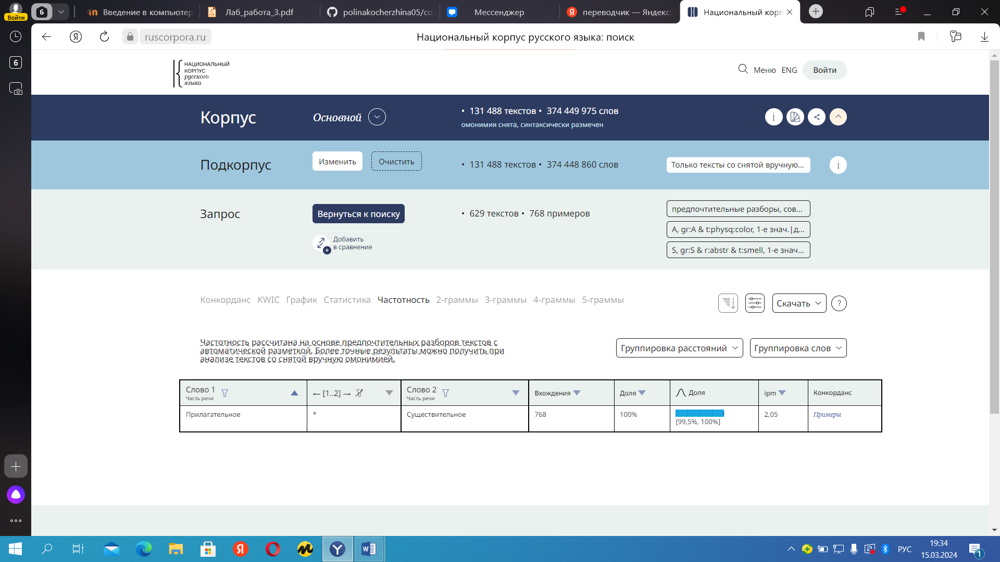 Войти
6
Введение в компьютер
Лаб_работа_3.pdf
polinakocherzhina05/co
Мессенджер
переводчик — Яндекс:
Национальный корп
6
ruscorpora.ru
Национальный корпус русского языка: поиск
НАЦИОНАЛЬНЫЙ
КОРПУС
русского
языка
Меню ENG Войти
Корпус
Основной
• 131 488 текстов • 374 449 975 слов
омонимия снята, синтаксически размечен
Подкорпус
Изменить
Очистить
• 131 488 текстов • 374 448 860 слов
Только тексты со снятой вручную...
Запрос
Вернуться к поиску
• 629 текстов • 768 примеров
предпочтительные разборы, сов...
A, gr:A & t:physq:color, 1-е знач.|д...
S, gr:S & r:abstr & t:smell, 1-е знач...
Добавить
в сравнение
Конкорданс KWIC График Статистика Частотность 2-граммы 3-граммы 4-граммы 5-граммы
Скачать
?
Частотность рассчитана на основе предпочтительных разборов текстов с
автоматической разметкой. Более точные результаты можно получить при
анализе текстов со снятой вручную омонимией.
Группировка расстояний
Группировка слов
Слово 1
Часть речи
← [1..2] →
Слово 2
Часть речи
Вхождения
Доля
Доля
ipm
Конкорданс
Прилагательное * Существительное 768 100% [99,5%, 100%] 2,05 Примеры
РУС
19:34
15.03.2024
1